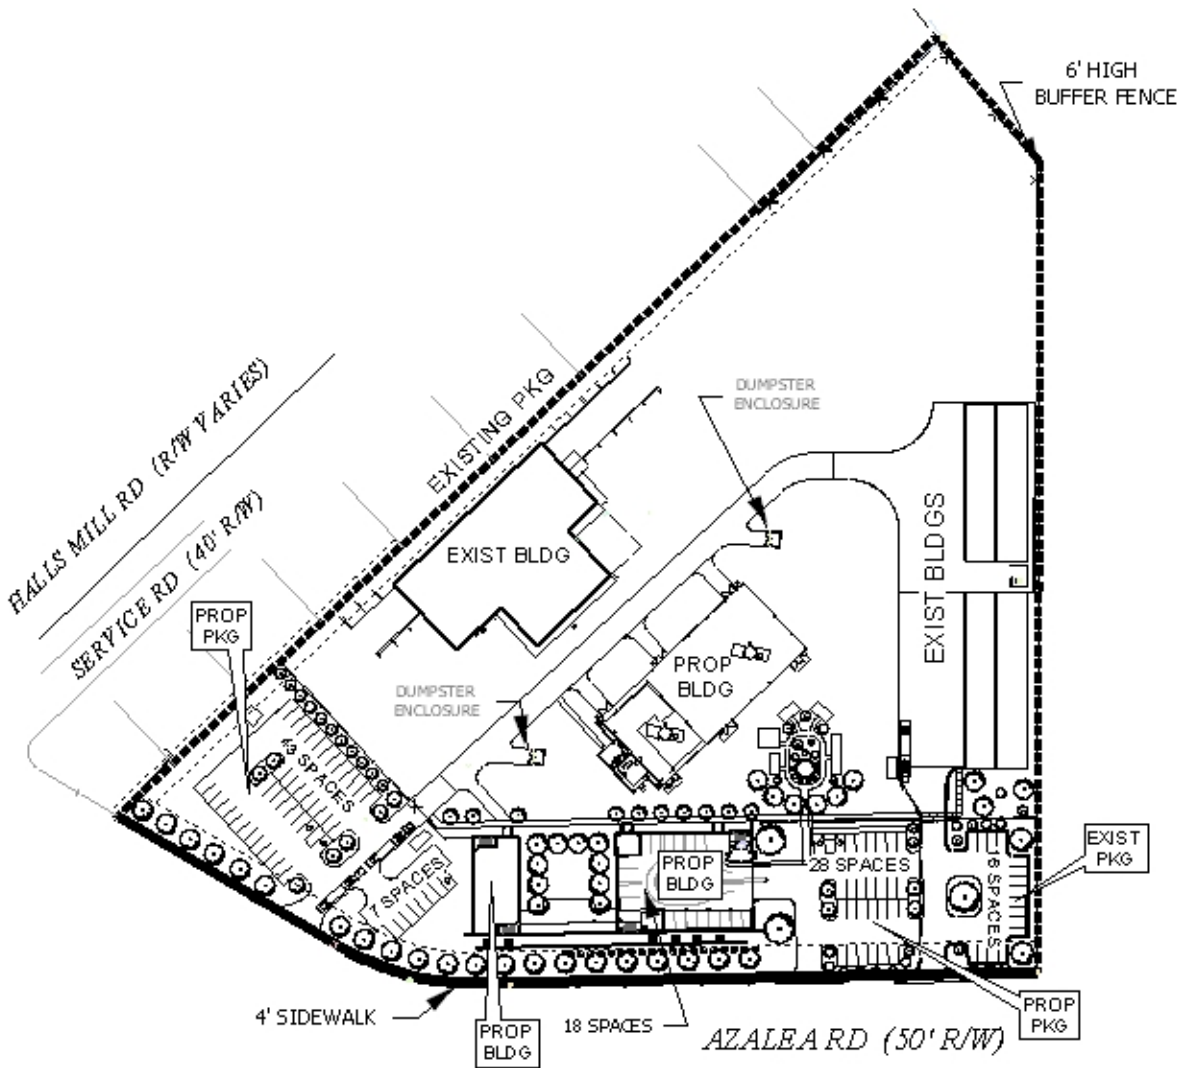 6' HIGH
BUFFER FENCE
DUMPSTER
ENCLOSURE
EXISTING PKG
HALLS MILL RD (R/W VARIES)
SERVICE RD (40' R/W)
EXIST BLDG
EXIST BLDGS
PROP
PKG
PROP
BLDG
DUMPSTER
ENCLOSURE
43 SPACES
7 SPACES
PROP
BLDG
28 SPACES
EXIST
PKG
4' SIDEWALK
PROP
BLDG
18 SPACES
AZALEA RD (50' R/W)
PROP
PKG